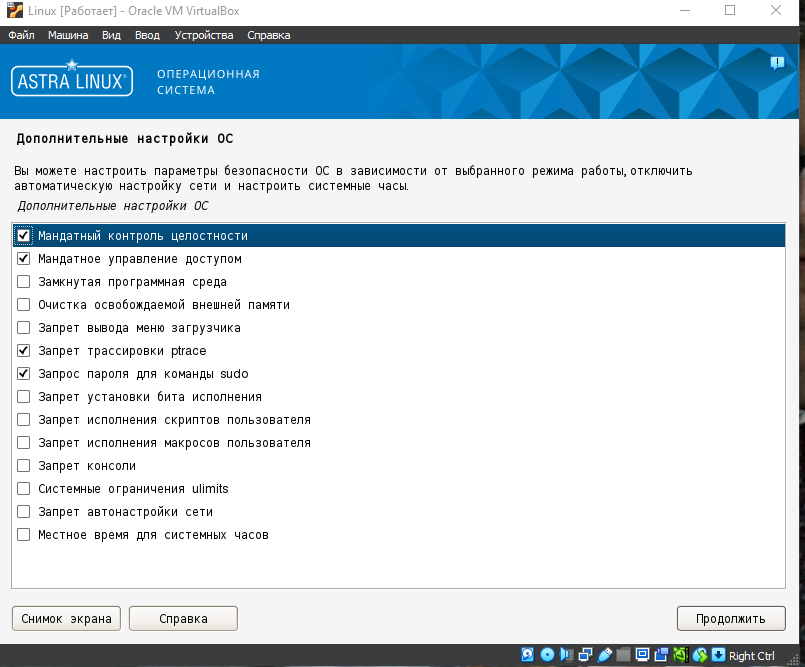 Linux [Работает] - Oracle VM VirtualBox
Файл Машина Вид Ввод Устройства Справка
ASTRA LINUX®
ОПЕРАЦИОННАЯ
СИСТЕМА
Дополнительные настройки ОС
Вы можете настроить параметры безопасности ОС в зависимости от выбранного режима работы, отключить
автоматическую настройку сети и настроить системные часы.
Дополнительные настройки ОС
Мандатный контроль целостности
Мандатное управление доступом
Замкнутая программная среда
Очистка освобождаемой внешней памяти
Запрет вывода меню загрузчика
Запрет трассировки ptrace
Запрос пароля для команды sudo
Запрет установки бита исполнения
Запрет исполнения скриптов пользователя
Запрет исполнения макросов пользователя
Запрет консоли
Системные ограничения ulimits
Запрет автонастройки сети
Местное время для системных часов
Снимок экрана Справка Продолжить
Right Ctrl